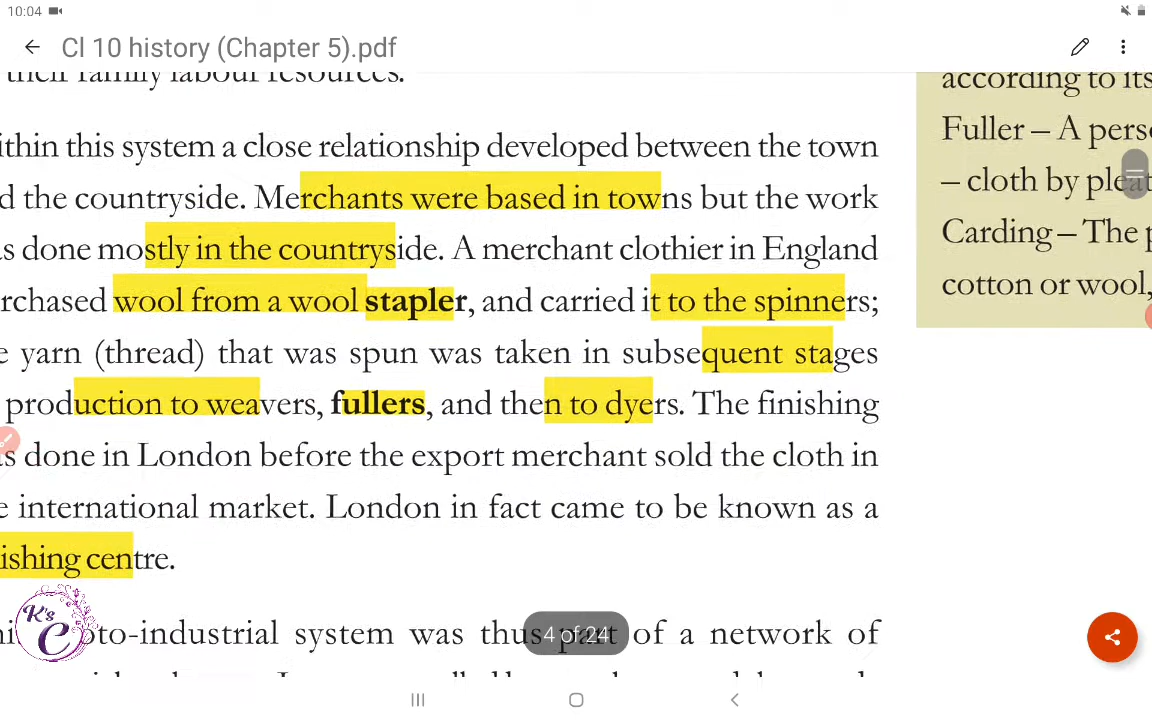 10:04
Cl 10 history (Chapter 5).pdf
their family labour resources.
ithin this system a close relationship developed between the town
d the countryside. Merchants were based in towns but the work
s done mostly in the countryside. A merchant clothier in England
rchased wool from a wool stapler, and carried it to the spinners;
e yarn (thread) that was spun was taken in subsequent stages
production to weavers, fullers, and then to dyers. The finishing
s done in London before the export merchant sold the cloth in
e international market. London in fact came to be known as a
ishing centre.
oto-industrial system was thus part of a network of
4 of 24
K's C
according to its
Fuller – A perso
– cloth by pleat
Carding – The p
cotton or wool,